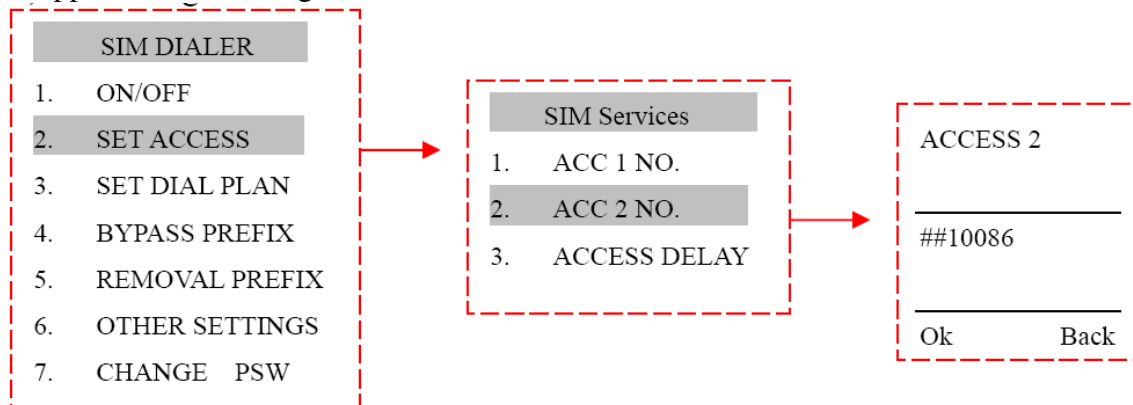 SIM DIALER
1. ON/OFF
2. SET ACCESS
3. SET DIAL PLAN
4. BYPASS PREFIX
5. REMOVAL PREFIX
6. OTHER SETTINGS
7. CHANGE PSW
SIM Services
1. ACC 1 NO.
2. ACC 2 NO.
3. ACCESS DELAY
ACCESS 2
##10086
Ok Back